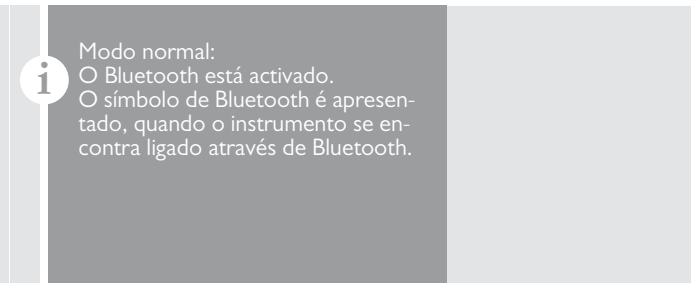 i
Modo normal:
O Bluetooth está activado.
O símbolo de Bluetooth é apresen-
tado, quando o instrumento se en-
contra ligado através de Bluetooth.